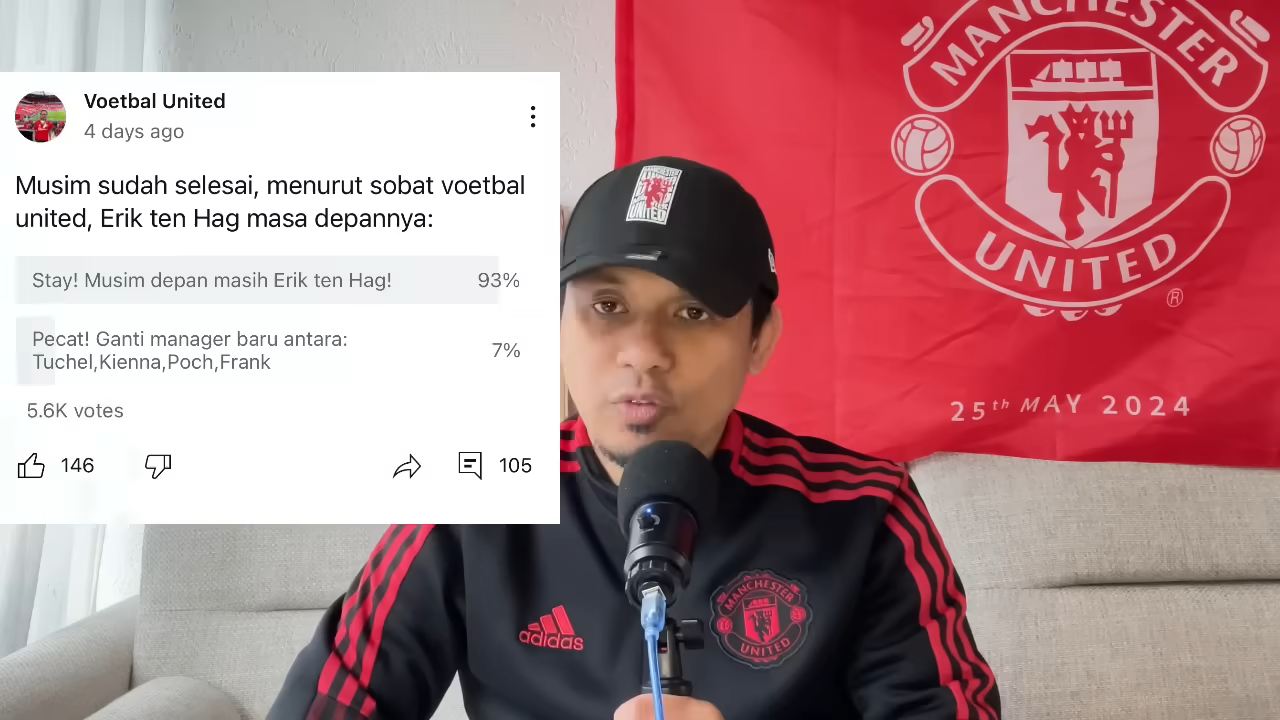 Voetbal United
4 days ago
Musim sudah selesai, menurut sobat voetbal
united, Erik ten Hag masa depannya:
Stay! Musim depan masih Erik ten Hag!
93%
Pecat! Ganti manager baru antara:
Tuchel,Kienna,Poch,Frank
7%
5.6K votes
146
105
MANCHESTER
UNITED
®
25th MAY 2024
UNITED
adidas
MANCHESTER
UNITED